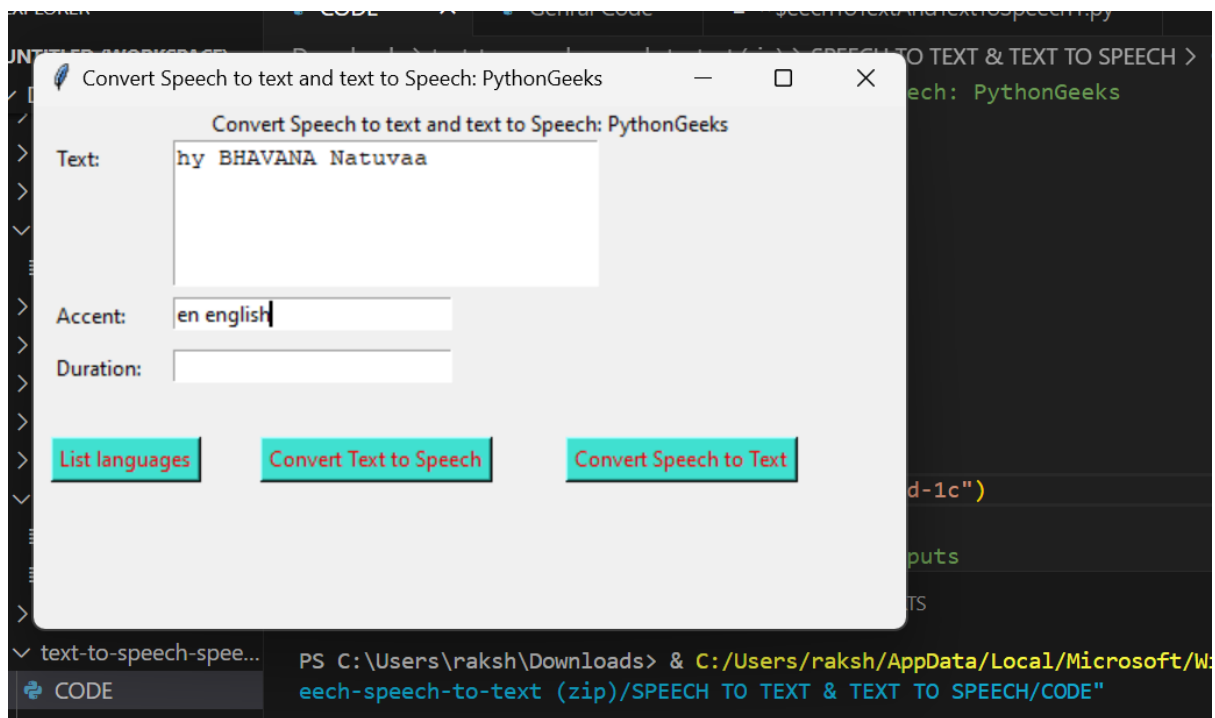 CODE
Convert Speech to text and text to Speech: PythonGeeks
O TEXT & TEXT TO SPEECH >
ech: PythonGeeks
Convert Speech to text and text to Speech: PythonGeeks
Text:
hy BHAVANA Natuvaa
Accent:
en english
Duration:
List languages
Convert Text to Speech
Convert Speech to Text
d-1c")
puts
TS
text-to-speech-spee...
CODE
PS C:\Users\raksh\Downloads> & C:/Users/raksh/AppData/Local/Microsoft/Wi
eech-speech-to-text (zip)/SPEECH TO TEXT & TEXT TO SPEECH/CODE"